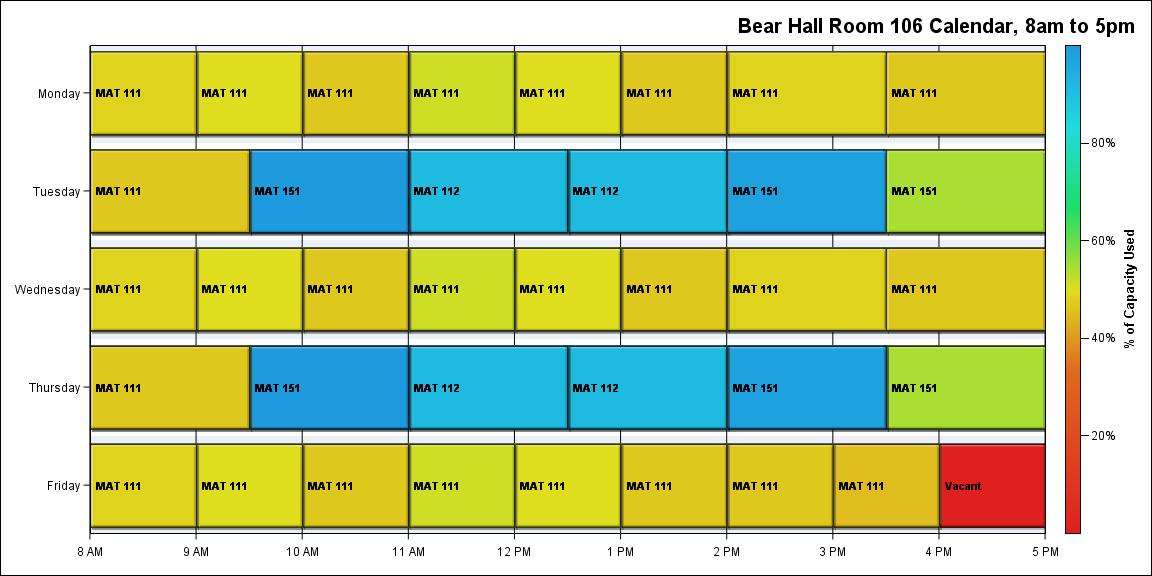 Bear Hall Room 106 Calendar, 8am to 5pm
Monday
MAT 111 MAT 111 MAT 111 MAT 111 MAT 111 MAT 111 MAT 111 MAT 111
Tuesday
MAT 111 MAT 151 MAT 112 MAT 112 MAT 151 MAT 151
Wednesday
MAT 111 MAT 111 MAT 111 MAT 111 MAT 111 MAT 111 MAT 111 MAT 111
Thursday
MAT 111 MAT 151 MAT 112 MAT 112 MAT 151 MAT 151
Friday
MAT 111 MAT 111 MAT 111 MAT 111 MAT 111 MAT 111 MAT 111 MAT 111 Vacant
8 AM 9 AM 10 AM 11 AM 12 PM 1 PM 2 PM 3 PM 4 PM 5 PM
80%
60%
40%
20%
% of Capacity Used